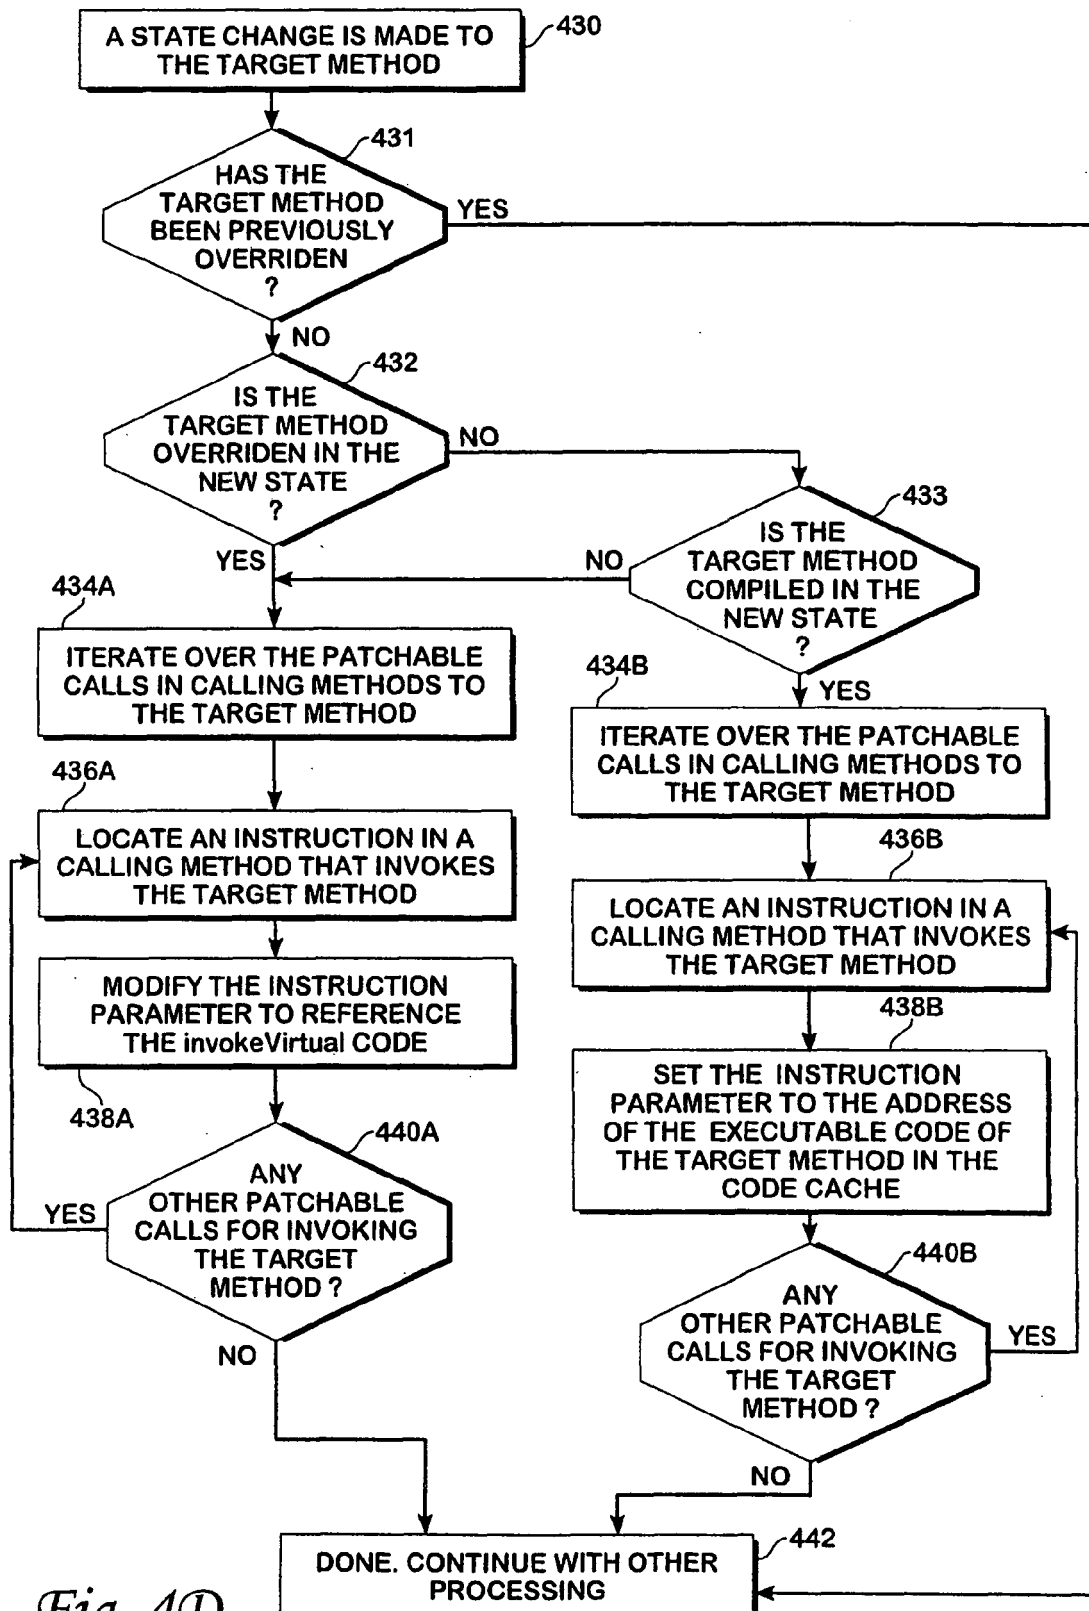 A STATE CHANGE IS MADE TO
THE TARGET METHOD
430
431
HAS THE
TARGET METHOD
BEEN PREVIOUSLY
OVERRIDEN
?
YES
NO
432
IS THE
TARGET METHOD
OVERRIDEN IN THE
NEW STATE
?
NO
YES
433
IS THE
TARGET METHOD
COMPILED IN THE
NEW STATE
?
NO
YES
434A
ITERATE OVER THE PATCHABLE
CALLS IN CALLING METHODS TO
THE TARGET METHOD
434B
ITERATE OVER THE PATCHABLE
CALLS IN CALLING METHODS TO
THE TARGET METHOD
436A
LOCATE AN INSTRUCTION IN A
CALLING METHOD THAT INVOKES
THE TARGET METHOD
436B
LOCATE AN INSTRUCTION IN A
CALLING METHOD THAT INVOKES
THE TARGET METHOD
MODIFY THE INSTRUCTION
PARAMETER TO REFERENCE
THE invokeVirtual CODE
438A
438B
SET THE INSTRUCTION
PARAMETER TO THE ADDRESS
OF THE EXECUTABLE CODE OF
THE TARGET METHOD IN THE
CODE CACHE
440A
ANY
OTHER PATCHABLE
CALLS FOR INVOKING
THE TARGET
METHOD ?
YES
NO
440B
ANY
OTHER PATCHABLE
CALLS FOR INVOKING
THE TARGET
METHOD ?
YES
NO
442
DONE. CONTINUE WITH OTHER
PROCESSING
Fig. 4D